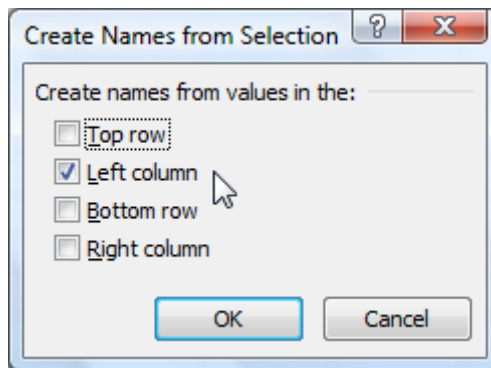 Create Names from Selection ?
Create names from values in the:
Top row
Left column
Bottom row
Right column
OK Cancel